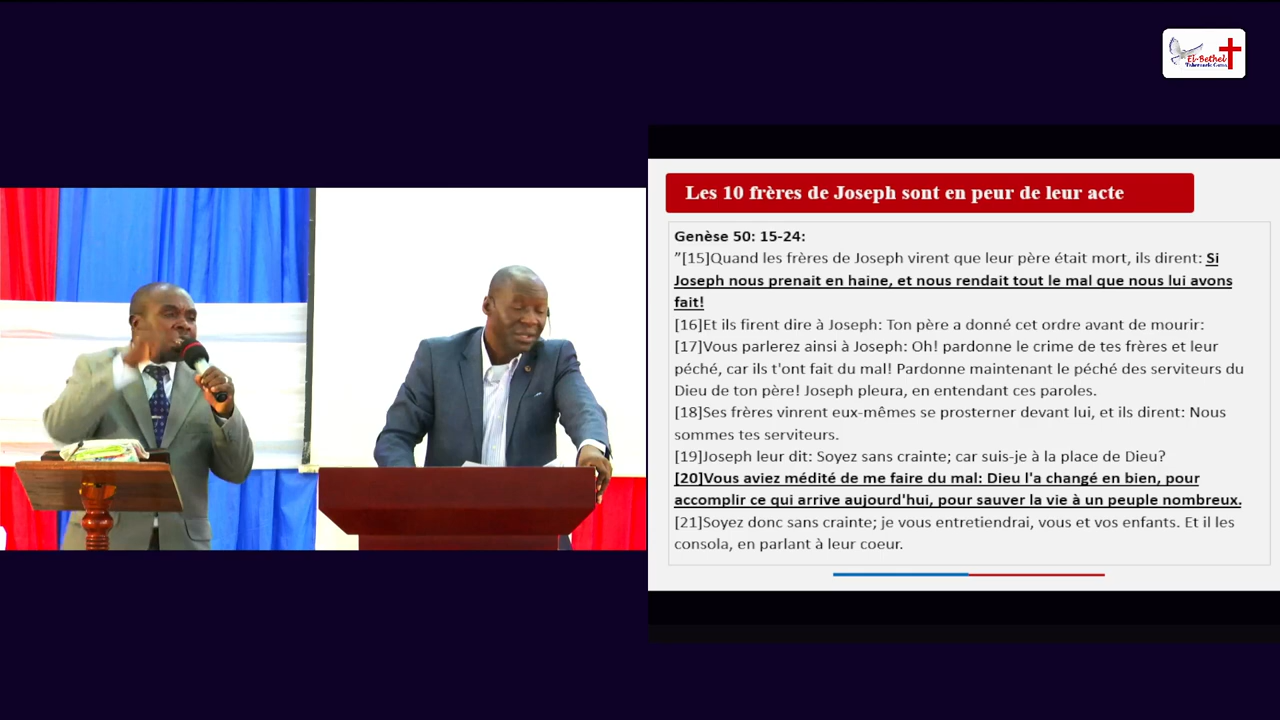 El-Bethel
Tabernacle Goma
Les 10 frères de Joseph sont en peur de leur acte
Genèse 50: 15-24:
”[15]Quand les frères de Joseph virent que leur père était mort, ils dirent: Si
Joseph nous prenait en haine, et nous rendait tout le mal que nous lui avons
fait!
[16]Et ils firent dire à Joseph: Ton père a donné cet ordre avant de mourir:
[17]Vous parlerez ainsi à Joseph: Oh! pardonne le crime de tes frères et leur
péché, car ils t'ont fait du mal! Pardonne maintenant le péché des serviteurs du
Dieu de ton père! Joseph pleura, en entendant ces paroles.
[18]Ses frères vinrent eux-mêmes se prosterner devant lui, et ils dirent: Nous
sommes tes serviteurs.
[19]Joseph leur dit: Soyez sans crainte; car suis-je à la place de Dieu?
[20]Vous aviez médité de me faire du mal: Dieu l'a changé en bien, pour
accomplir ce qui arrive aujourd'hui, pour sauver la vie à un peuple nombreux.
[21]Soyez donc sans crainte; je vous entretiendrai, vous et vos enfants. Et il les
consola, en parlant à leur coeur.